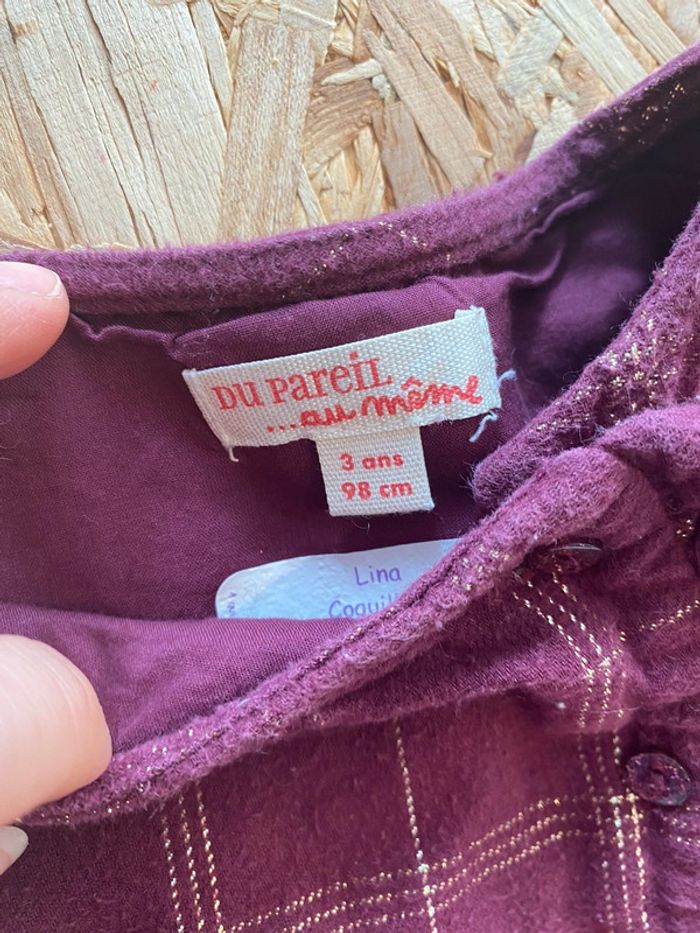 DU PaReiL
...au même
3 ans
98 cm
Lina